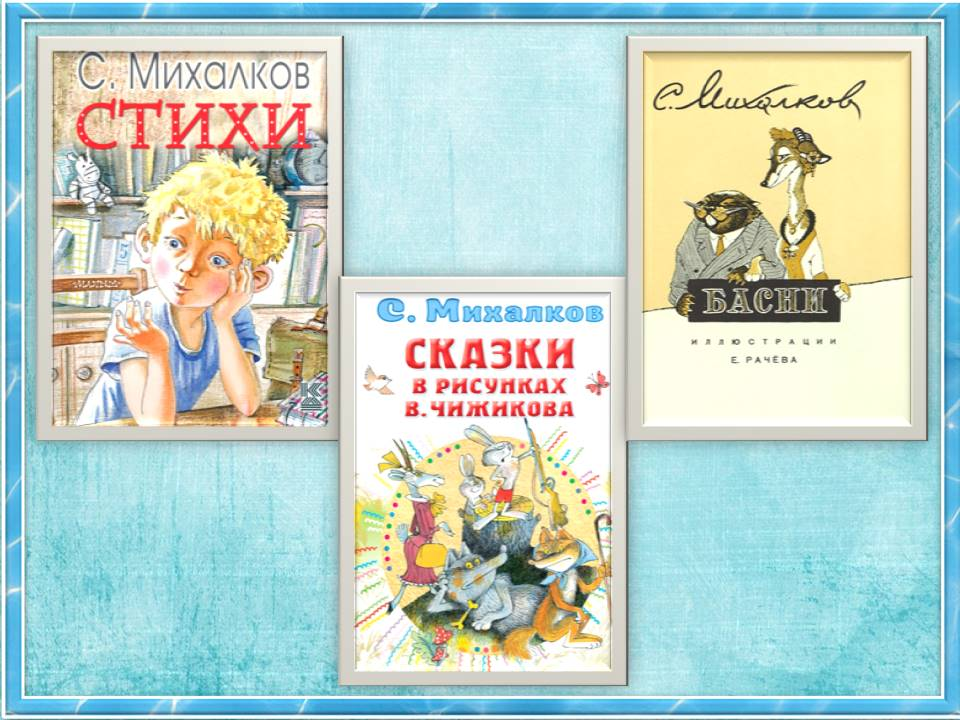 С. Михалков
СТИХИ
С. Михалков
СКАЗКИ
В РИСУНКАХ
В. ЧИЖИКОВА
С. Михалков
БАСНИ
ИЛЛЮСТРАЦИИ
Е. РАЧЁВА